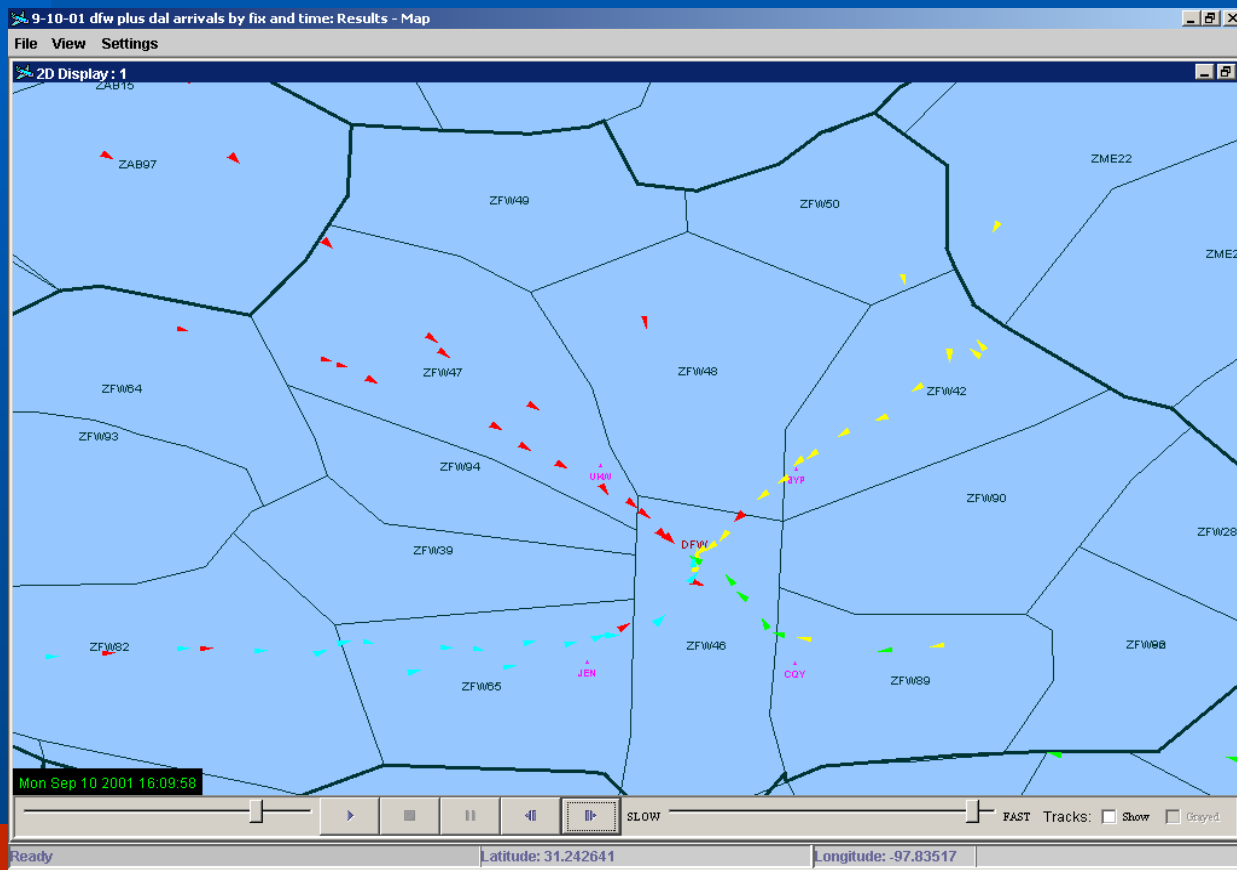 9-10-01 dfw plus dal arrivals by fix and time: Results - Map
File View Settings
2D Display : 1
ZAB15
ZAB97
ZME22
ZFW49
ZFW50
ZFW64
ZFW47
ZFW48
ZFW42
ZFW93
ZFW94
UKW
BYP
ZFW90
DFW
ZFW28
ZFW39
ZFW82
ZFW46
JEN
ZFW65
CQY
ZFW89
Mon Sep 10 2001 16:09:58
SLOW FAST Tracks: Show Grayed
Ready Latitude: 31.242641 Longitude: -97.83517